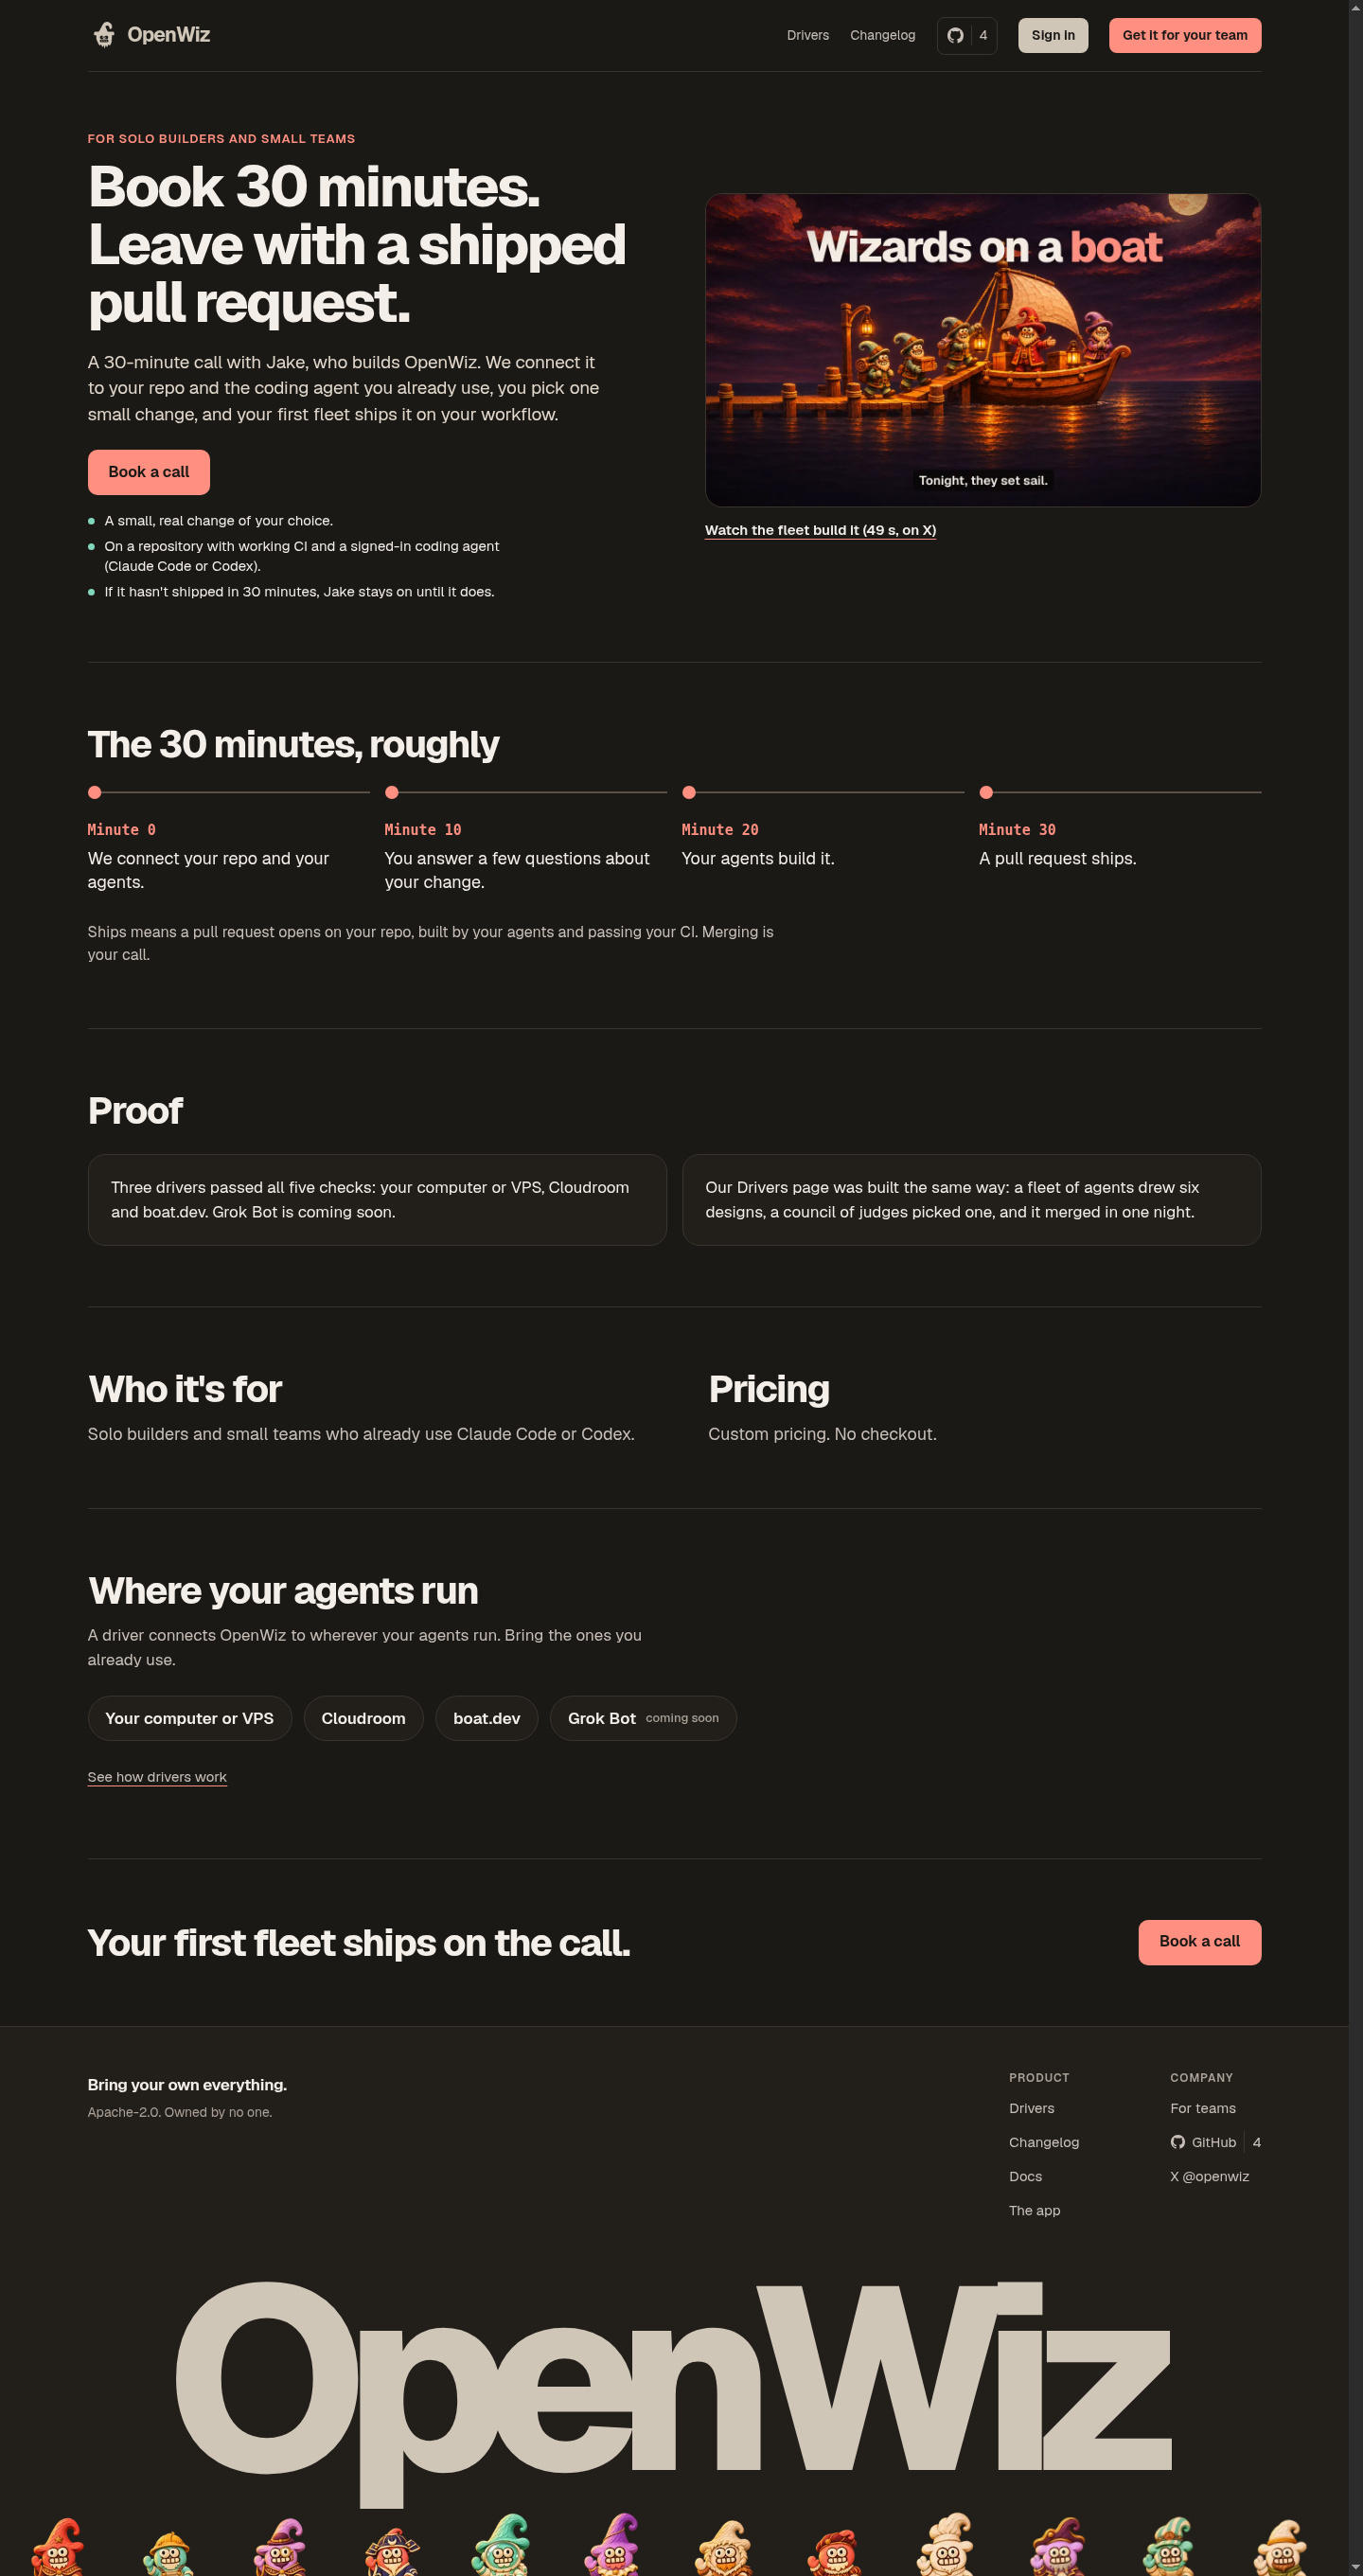 OpenWiz
Drivers
Changelog
4
Sign in
Get it for your team
FOR SOLO BUILDERS AND SMALL TEAMS
Book 30 minutes.
Leave with a shipped
pull request.
A 30-minute call with Jake, who builds OpenWiz. We connect it
to your repo and the coding agent you already use, you pick one
small change, and your first fleet ships it on your workflow.
Book a call
A small, real change of your choice.
On a repository with working CI and a signed-in coding agent
(Claude Code or Codex).
If it hasn't shipped in 30 minutes, Jake stays on until it does.
Wizards on a boat
Tonight, they set sail.
Watch the fleet build it (49 s, on X)
The 30 minutes, roughly
Minute 0
We connect your repo and your
agents.
Minute 10
You answer a few questions about
your change.
Minute 20
Your agents build it.
Minute 30
A pull request ships.
Ships means a pull request opens on your repo, built by your agents and passing your CI. Merging is
your call.
Proof
Three drivers passed all five checks: your computer or VPS, Cloudroom
and boat.dev. Grok Bot is coming soon.
Our Drivers page was built the same way: a fleet of agents drew six
designs, a council of judges picked one, and it merged in one night.
Who it's for
Solo builders and small teams who already use Claude Code or Codex.
Pricing
Custom pricing. No checkout.
Where your agents run
A driver connects OpenWiz to wherever your agents run. Bring the ones you
already use.
Your computer or VPS
Cloudroom
boat.dev
Grok Bot coming soon
See how drivers work
Your first fleet ships on the call.
Book a call
Bring your own everything.
Apache-2.0. Owned by no one.
PRODUCT
Drivers
Changelog
Docs
The app
COMPANY
For teams
GitHub 4
X @openwiz
OpenWiz